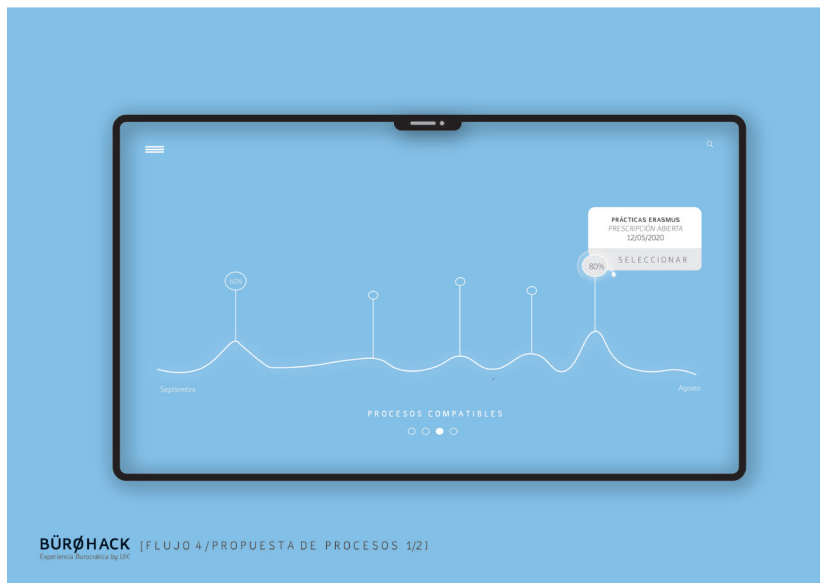 PRÁCTICAS ERASMUS
PRESCRIPCIÓN ABIERTA
12/05/2020
SELECCIONAR
80%
60%
Septiembre
Agosto
PROCESOS COMPATIBLES
BÜRØHACK [FLUJO 4/PROPUESTA DE PROCESOS 1/2]
Experiencia Burocrática by UX